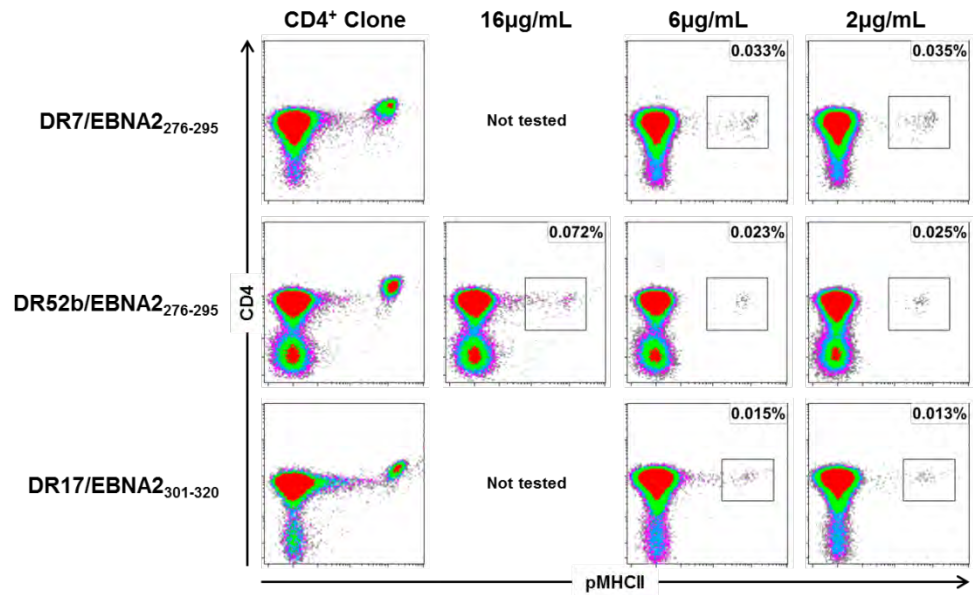 CD4⁺ Clone 16µg/mL 6µg/mL 2µg/mL
DR7/EBNA2₂₇₆₋₂₉₅ Not tested 0.033% 0.035%
DR52b/EBNA2₂₇₆₋₂₉₅ 0.072% 0.023% 0.025%
CD4
DR17/EBNA2₃₀₁₋₃₂₀ Not tested 0.015% 0.013%
pMHCII